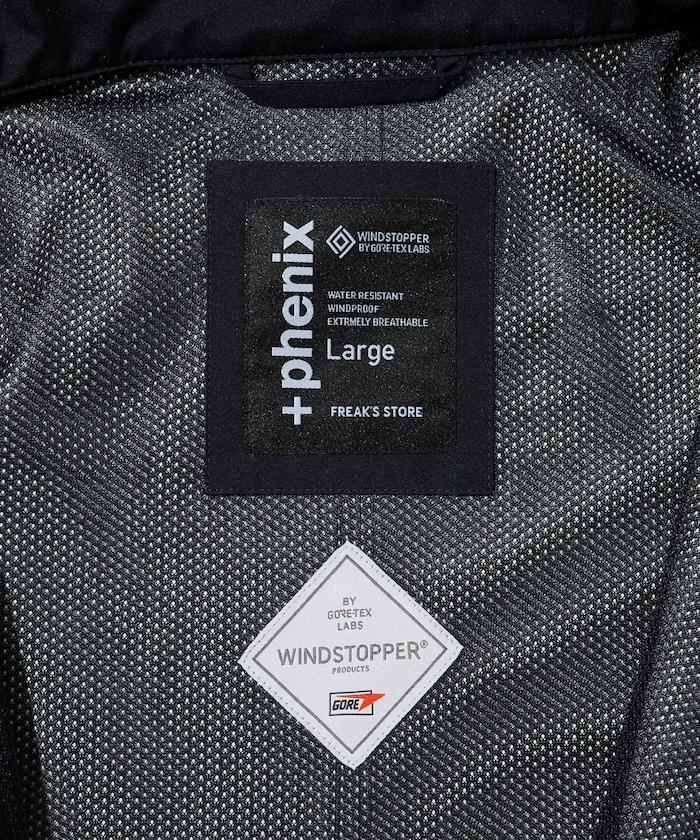 +phenix
WINDSTOPPER
BY GORE-TEX LABS
WATER RESISTANT
WINDPROOF
EXTRMELY BREATHABLE
Large
FREAK'S STORE
BY
GORE-TEX
LABS
WINDSTOPPER®
PRODUCTS
GORE